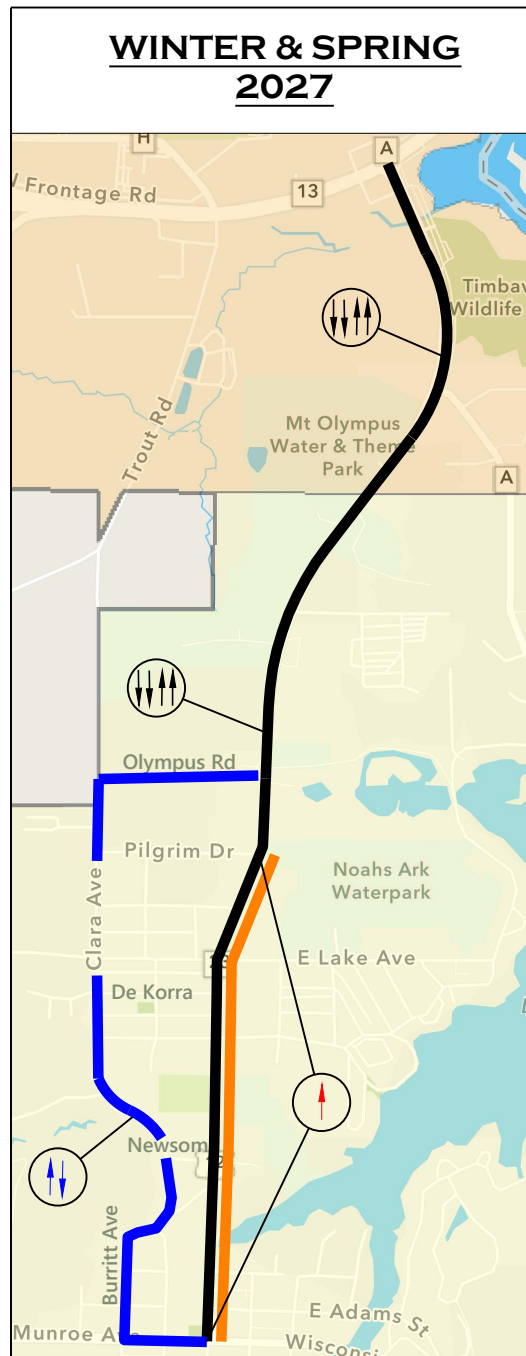 WINTER & SPRING
2027
H
A
N Frontage Rd
13
Timbav
Wildlife
Trout Rd
Mt Olympus
Water & Theme
Park
A
Olympus Rd
Pilgrim Dr
Noahs Ark
Waterpark
Clara Ave
E Lake Ave
De Korra
Newsom
Burritt Ave
E Adams St
Munroe Ave
Wisconsi